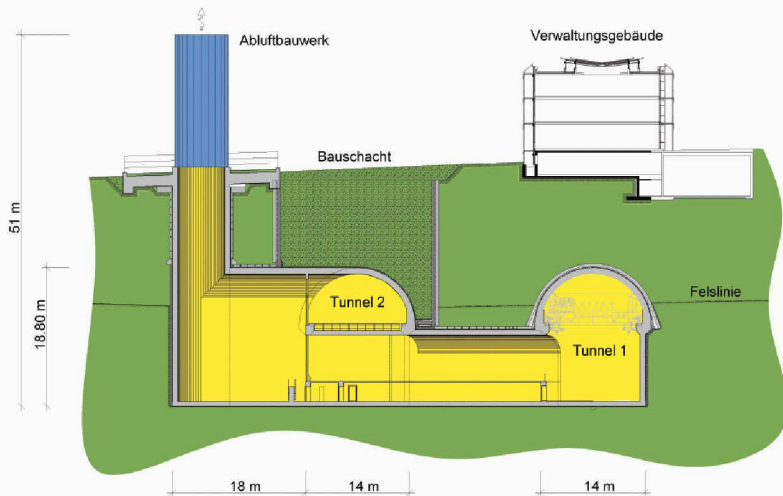 Abluftbauwerk
Verwaltungsgebäude
Bauschacht
51 m
Felslinie
Tunnel 2
18.80 m
Tunnel 1
18 m
14 m
14 m